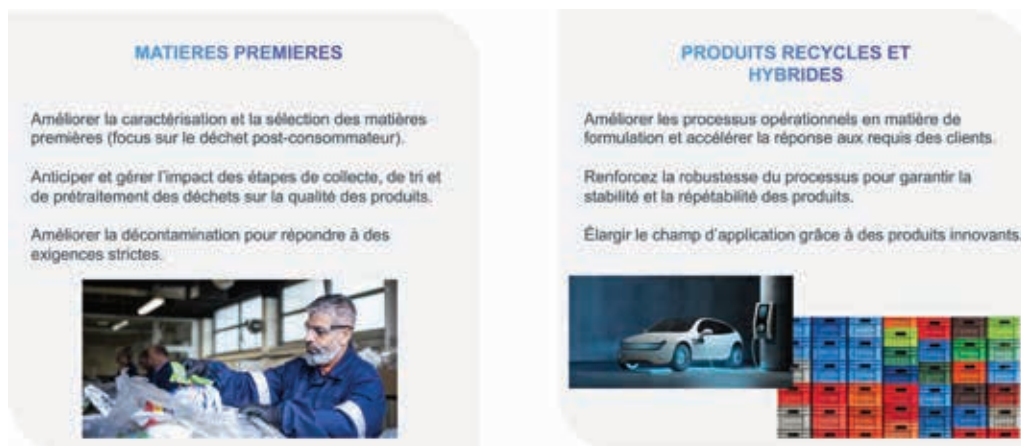 MATIERES PREMIERES
Améliorer la caractérisation et la sélection des matières
premières (focus sur le déchet post-consommateur).
Anticiper et gérer l'impact des étapes de collecte, de tri et
de prétraitement des déchets sur la qualité des produits.
Améliorer la décontamination pour répondre à des
exigences strictes.
PRODUITS RECYCLES ET
HYBRIDES
Améliorer les processus opérationnels en matière de
formulation et accélérer la réponse aux requis des clients.
Renforcez la robustesse du processus pour garantir la
stabilité et la répétabilité des produits.
Élargir le champ d'application grâce à des produits innovants.